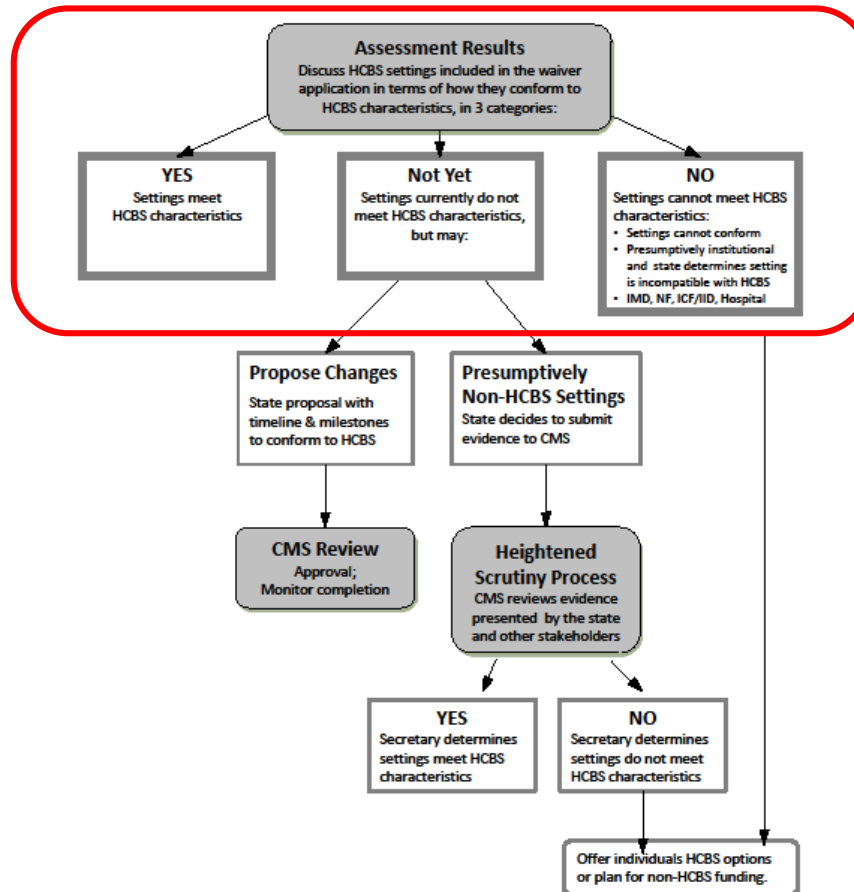 Assessment Results
Discuss HCBS settings included in the waiver
application in terms of how they conform to
HCBS characteristics, in 3 categories:
YES
Settings meet
HCBS characteristics
Not Yet
Settings currently do not
meet HCBS characteristics,
but may:
NO
Settings cannot meet HCBS
characteristics:
• Settings cannot conform
• Presumptively institutional
and state determines setting
is incompatible with HCBS
• IMD, NF, ICF/IID, Hospital
Propose Changes
State proposal with
timeline & milestones
to conform to HCBS
Presumptively
Non-HCBS Settings
State decides to submit
evidence to CMS
CMS Review
Approval;
Monitor completion
Heightened
Scrutiny Process
CMS reviews evidence
presented by the state
and other stakeholders
YES
Secretary determines
settings meet HCBS
characteristics
NO
Secretary determines
settings do not meet
HCBS characteristics
Offer individuals HCBS options
or plan for non-HCBS funding.